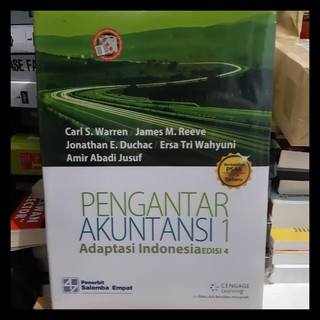 Carl S. Warren / James M. Reeve
Jonathan E. Duchac / Ersa Tri Wahyuni
Amir Abadi Jusuf
PENGANTAR
AKUNTANSI 1
Adaptasi Indonesia EDISI 4
Penerbit
Salemba Empat
CENGAGE
Learning